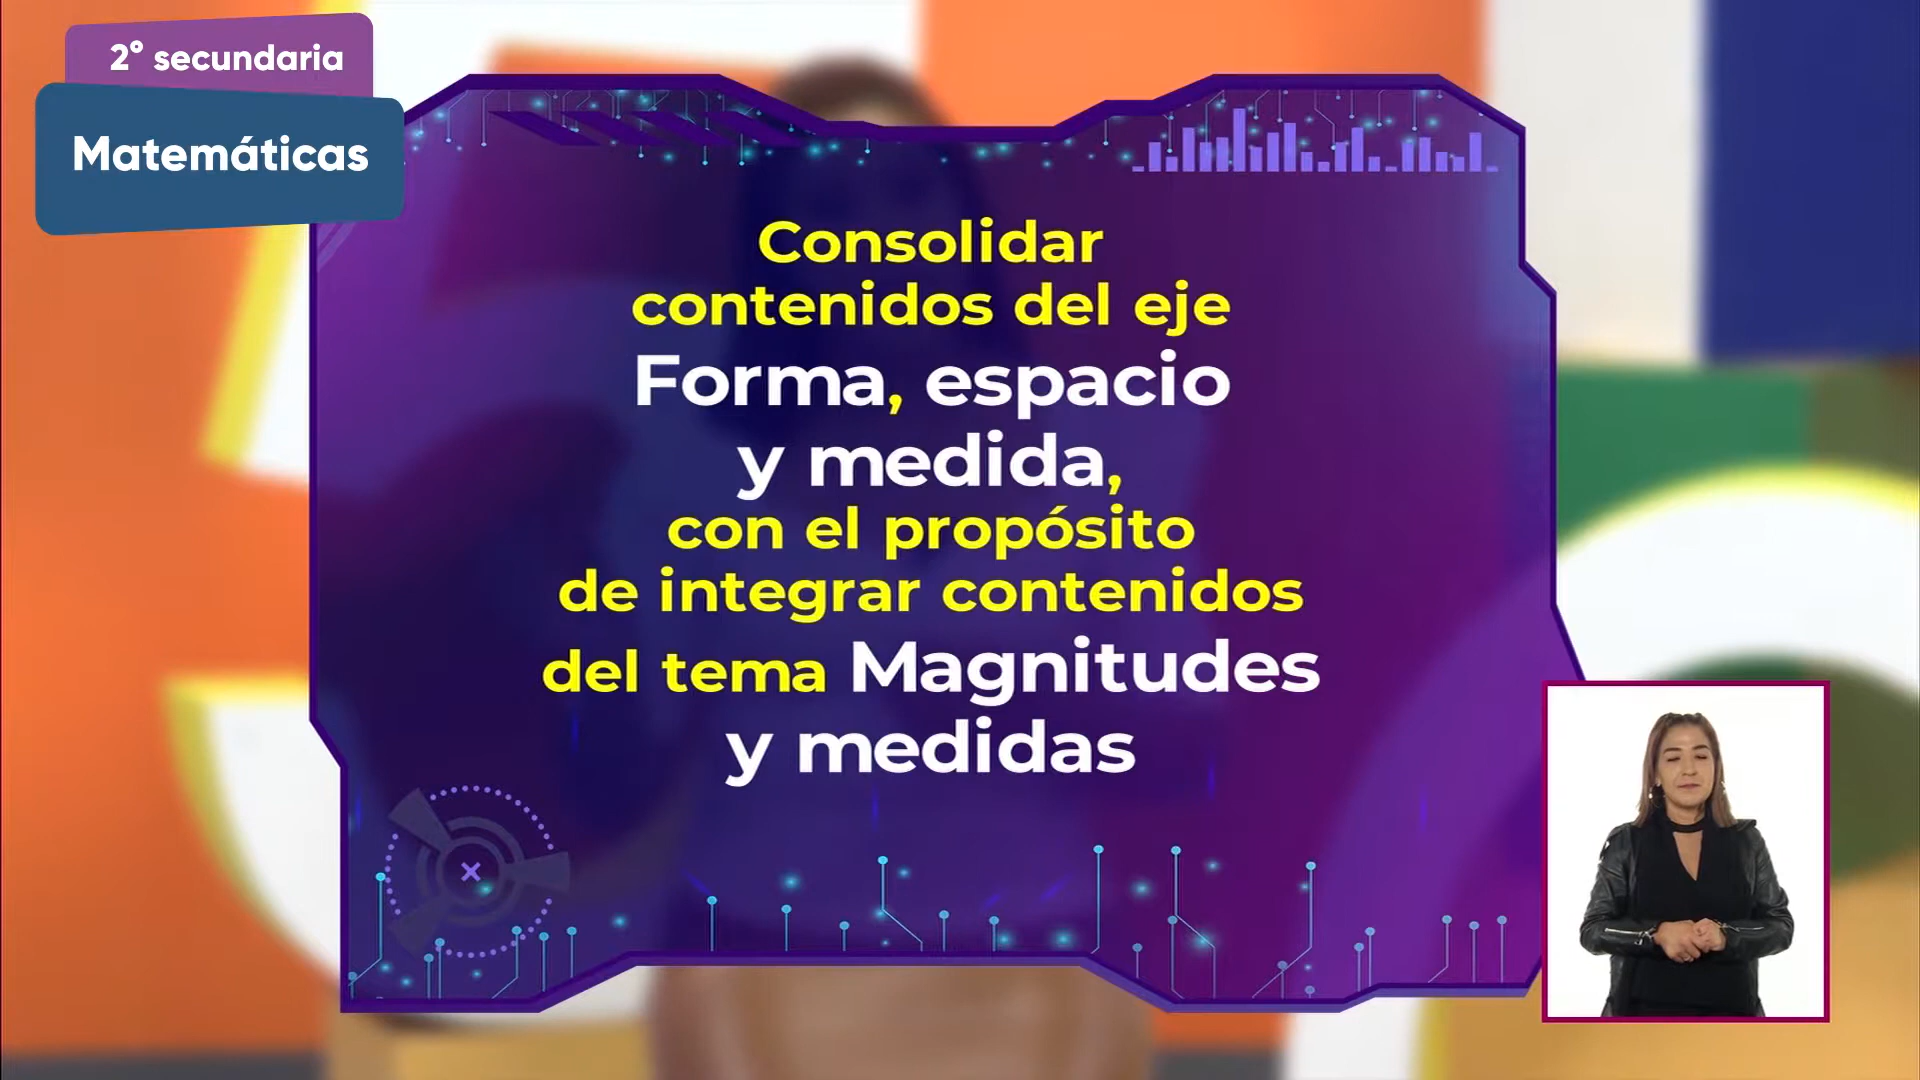 2° secundaria
Matemáticas
Consolidar
contenidos del eje
Forma, espacio
y medida,
con el propósito
de integrar contenidos
del tema Magnitudes
y medidas